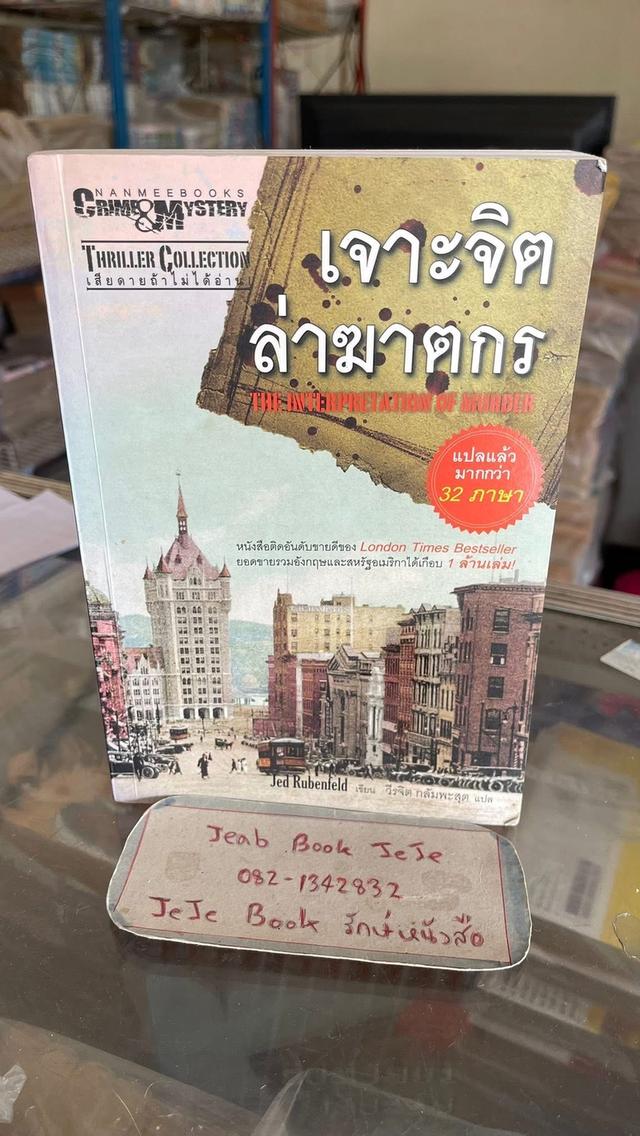 NANMEEBOOKS
CRIME & MYSTERY
THRILLER COLLECTION
เสียดายถ้าไม่ได้อ่าน
เจาะจิต
ล่าฆาตกร
THE INTERPRETATION OF MURDER
แปลแล้ว
มากกว่า
32 ภาษา
หนังสือติดอันดับขายดีของ London Times Bestseller
ยอดขายรวมอังกฤษและสหรัฐอเมริกาได้เกือบ 1 ล้านเล่ม!
Jed Rubenfeld เขียน วีรจิต กลัมพะสุต แปล
Jeab Book JeJe
082-1342832
JeJe Book รักษ์หนังสือ